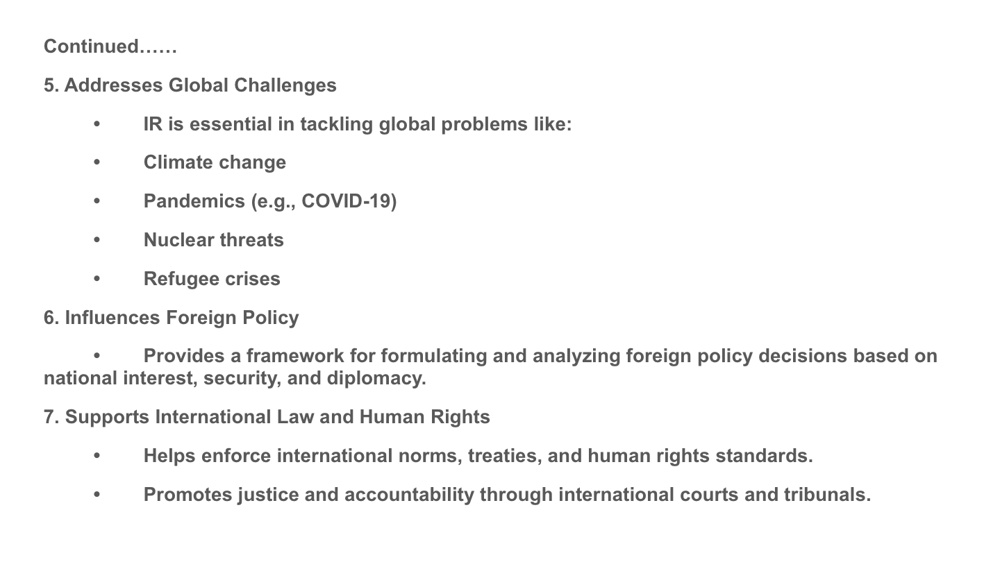 Continued……
5. Addresses Global Challenges
• IR is essential in tackling global problems like:
• Climate change
• Pandemics (e.g., COVID-19)
• Nuclear threats
• Refugee crises
6. Influences Foreign Policy
• Provides a framework for formulating and analyzing foreign policy decisions based on
national interest, security, and diplomacy.
7. Supports International Law and Human Rights
• Helps enforce international norms, treaties, and human rights standards.
• Promotes justice and accountability through international courts and tribunals.